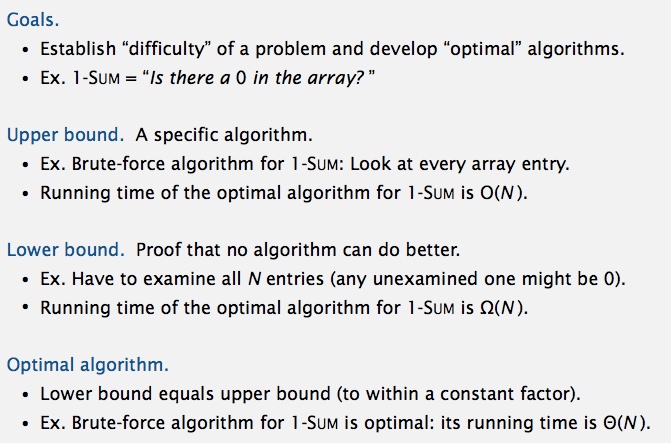 Goals.
• Establish “difficulty” of a problem and develop “optimal” algorithms.
• Ex. 1-SUM = “Is there a 0 in the array? ”
Upper bound. A specific algorithm.
• Ex. Brute-force algorithm for 1-SUM: Look at every array entry.
• Running time of the optimal algorithm for 1-SUM is O(N).
Lower bound. Proof that no algorithm can do better.
• Ex. Have to examine all N entries (any unexamined one might be 0).
• Running time of the optimal algorithm for 1-SUM is Ω(N).
Optimal algorithm.
• Lower bound equals upper bound (to within a constant factor).
• Ex. Brute-force algorithm for 1-SUM is optimal: its running time is Θ(N).